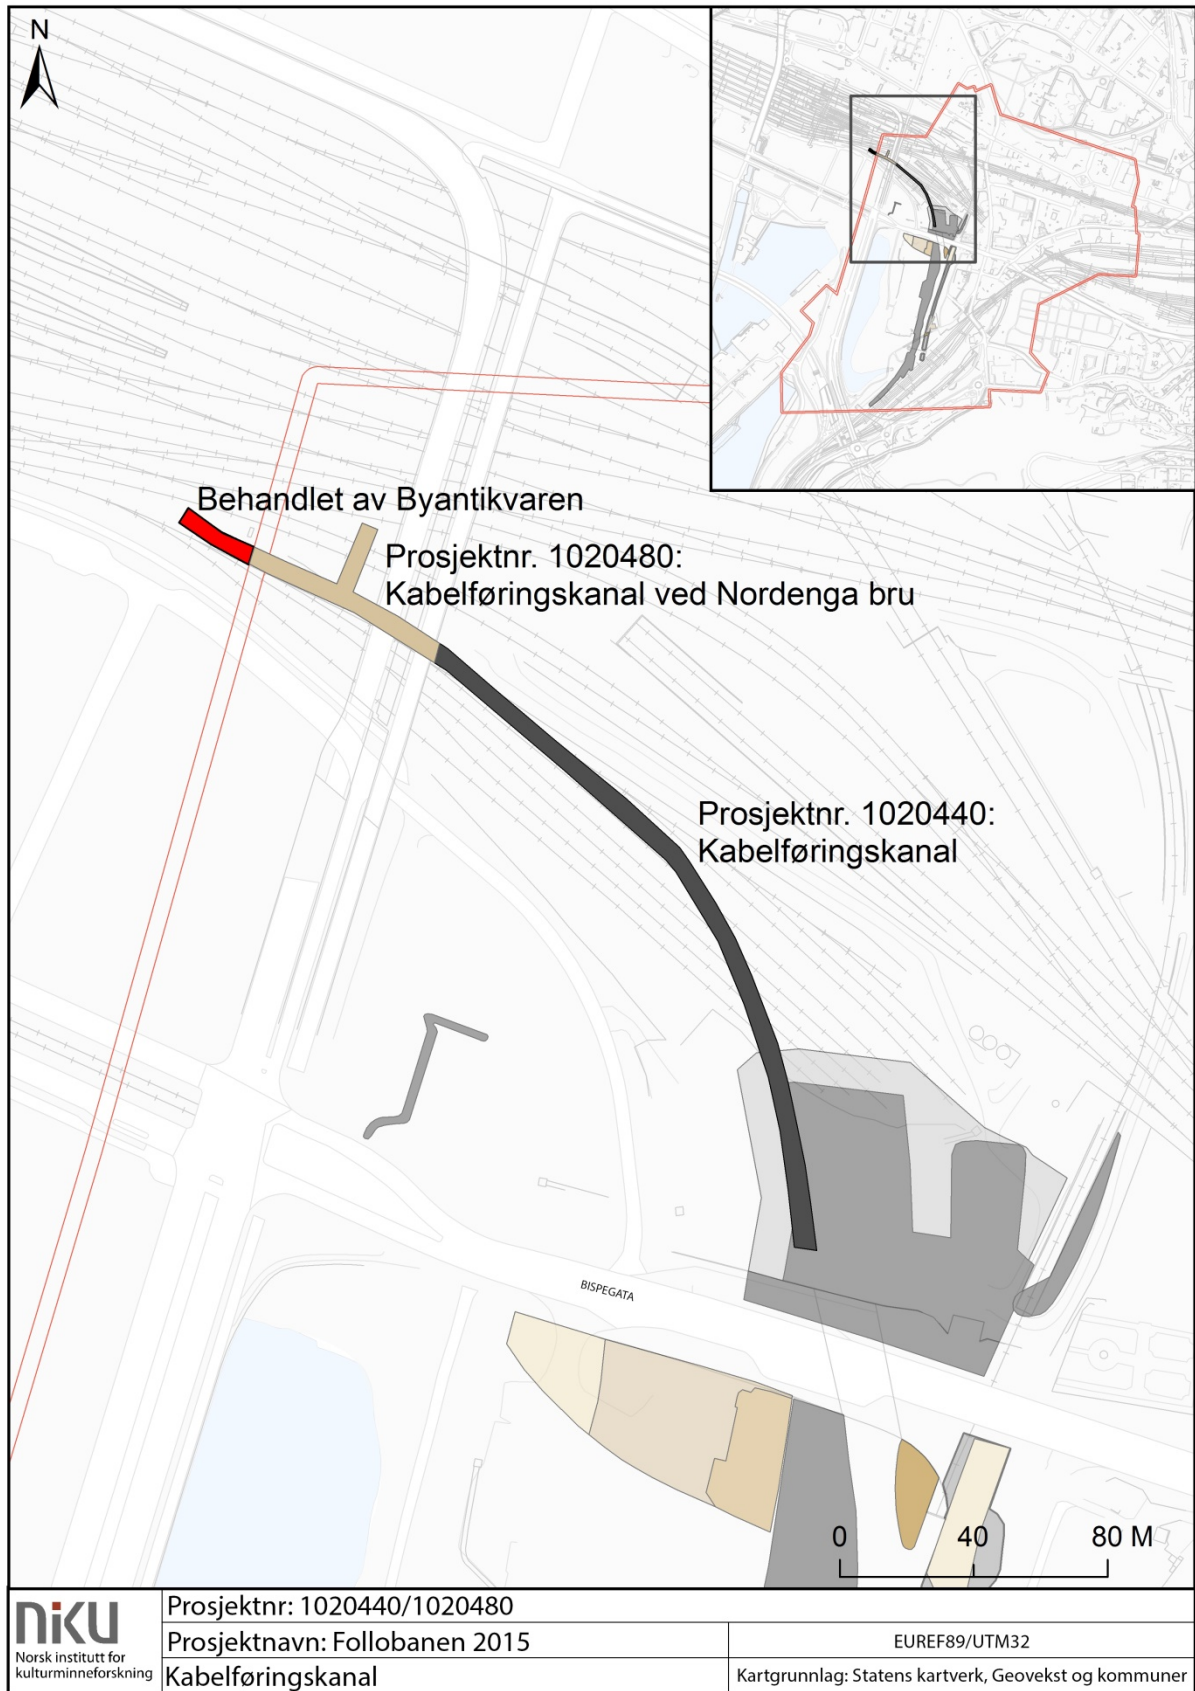 N
Behandlet av Byantikvaren
Prosjektnr. 1020480:
Kabelføringskanal ved Nordenga bru
Prosjektnr. 1020440:
Kabelføringskanal
BISPEGATA
0 40 80 M
niku
Norsk institutt for
kulturminneforskning
Prosjektnr: 1020440/1020480
Prosjektnavn: Follobanen 2015
Kabelføringskanal
EUREF89/UTM32
Kartgrunnlag: Statens kartverk, Geovekst og kommuner